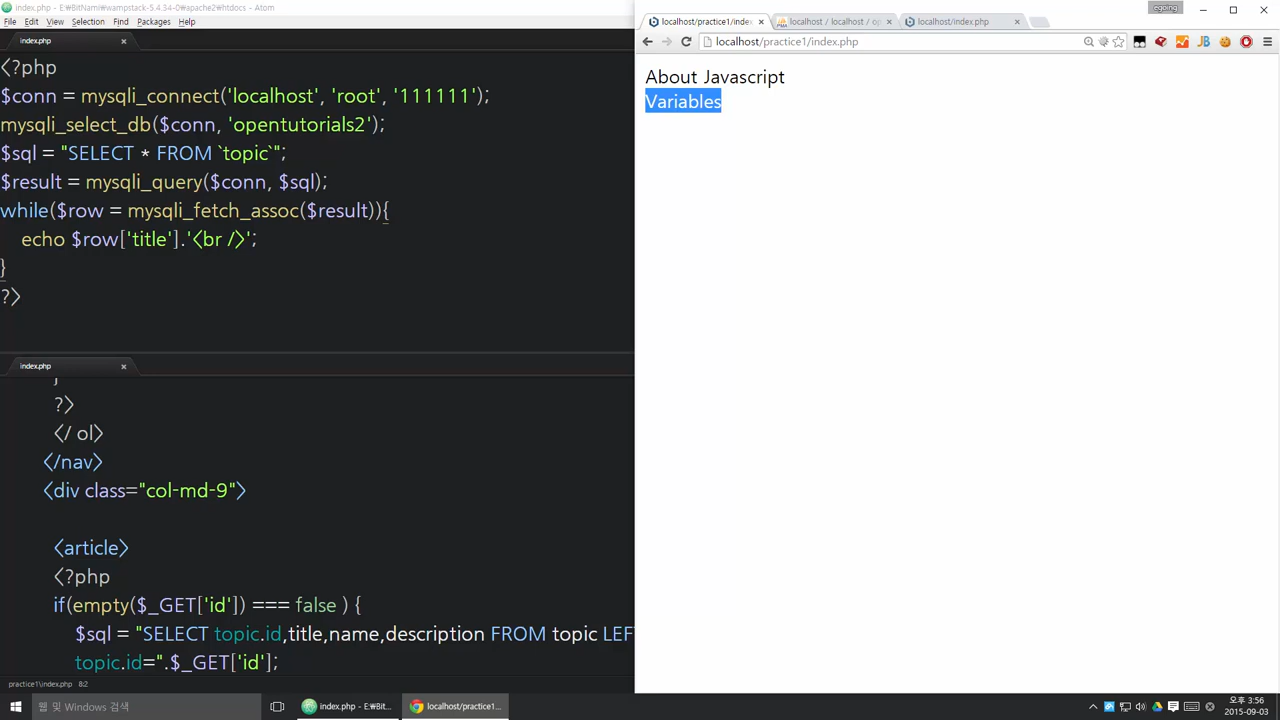 index.php - E:₩BitNami₩wampstack-5.4.34-0₩apache2₩htdocs - Atom
File Edit View Selection Find Packages Help
index.php
<?php
$conn = mysqli_connect('localhost', 'root', '111111');
mysqli_select_db($conn, 'opentutorials2');
$sql = "SELECT * FROM `topic`";
$result = mysqli_query($conn, $sql);
while($row = mysqli_fetch_assoc($result)){
echo $row['title'].'<br />';
}
?>
index.php
}
?>
</ ol>
</nav>
<div class="col-md-9">
<article>
<?php
if(empty($_GET['id']) === false ) {
$sql = "SELECT topic.id,title,name,description FROM topic LEF
topic.id=".$_GET['id'];
practice1₩index.php 8:2
egoing
localhost/practice1/index
localhost / localhost / op
localhost/index.php
localhost/practice1/index.php
About Javascript
Variables
웹 및 Windows 검색
index.php - E:₩Bit...
localhost/practice1...
오후 3:56
2015-09-03